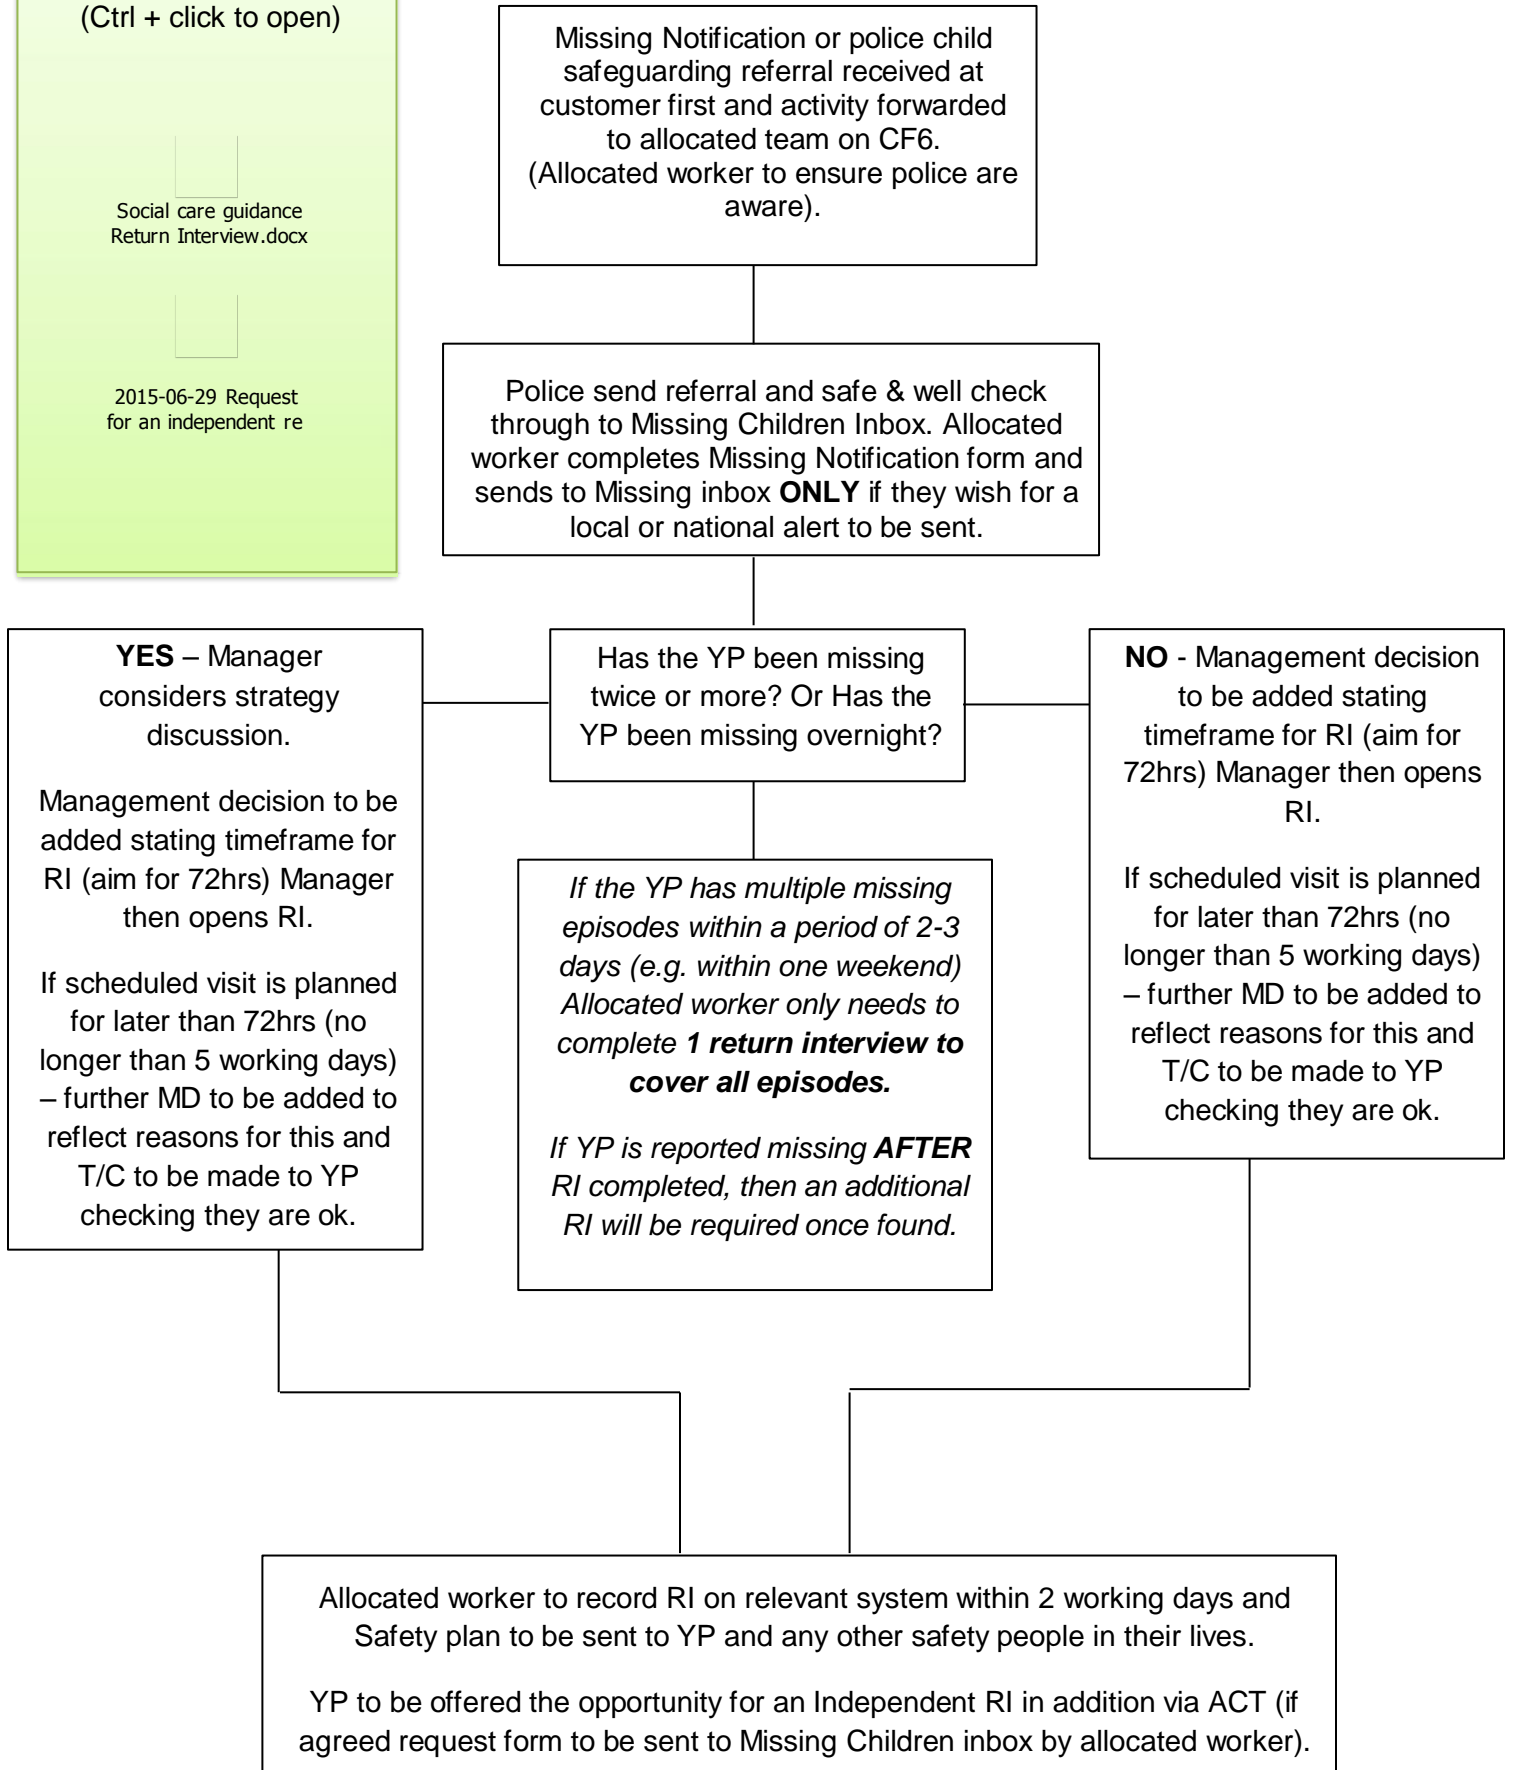 (Ctrl + click to open)
Social care guidance
Return Interview.docx
2015-06-29 Request
for an independent re
Missing Notification or police child
safeguarding referral received at
customer first and activity forwarded
to allocated team on CF6.
(Allocated worker to ensure police are
aware).
Police send referral and safe & well check
through to Missing Children Inbox. Allocated
worker completes Missing Notification form and
sends to Missing inbox ONLY if they wish for a
local or national alert to be sent.
YES – Manager
considers strategy
discussion.
Management decision to be
added stating timeframe for
RI (aim for 72hrs) Manager
then opens RI.
If scheduled visit is planned
for later than 72hrs (no
longer than 5 working days)
– further MD to be added to
reflect reasons for this and
T/C to be made to YP
checking they are ok.
Has the YP been missing
twice or more? Or Has the
YP been missing overnight?
If the YP has multiple missing
episodes within a period of 2-3
days (e.g. within one weekend)
Allocated worker only needs to
complete 1 return interview to
cover all episodes.
If YP is reported missing AFTER
RI completed, then an additional
RI will be required once found.
NO - Management decision
to be added stating
timeframe for RI (aim for
72hrs) Manager then opens
RI.
If scheduled visit is planned
for later than 72hrs (no
longer than 5 working days)
– further MD to be added to
reflect reasons for this and
T/C to be made to YP
checking they are ok.
Allocated worker to record RI on relevant system within 2 working days and
Safety plan to be sent to YP and any other safety people in their lives.
YP to be offered the opportunity for an Independent RI in addition via ACT (if
agreed request form to be sent to Missing Children inbox by allocated worker).